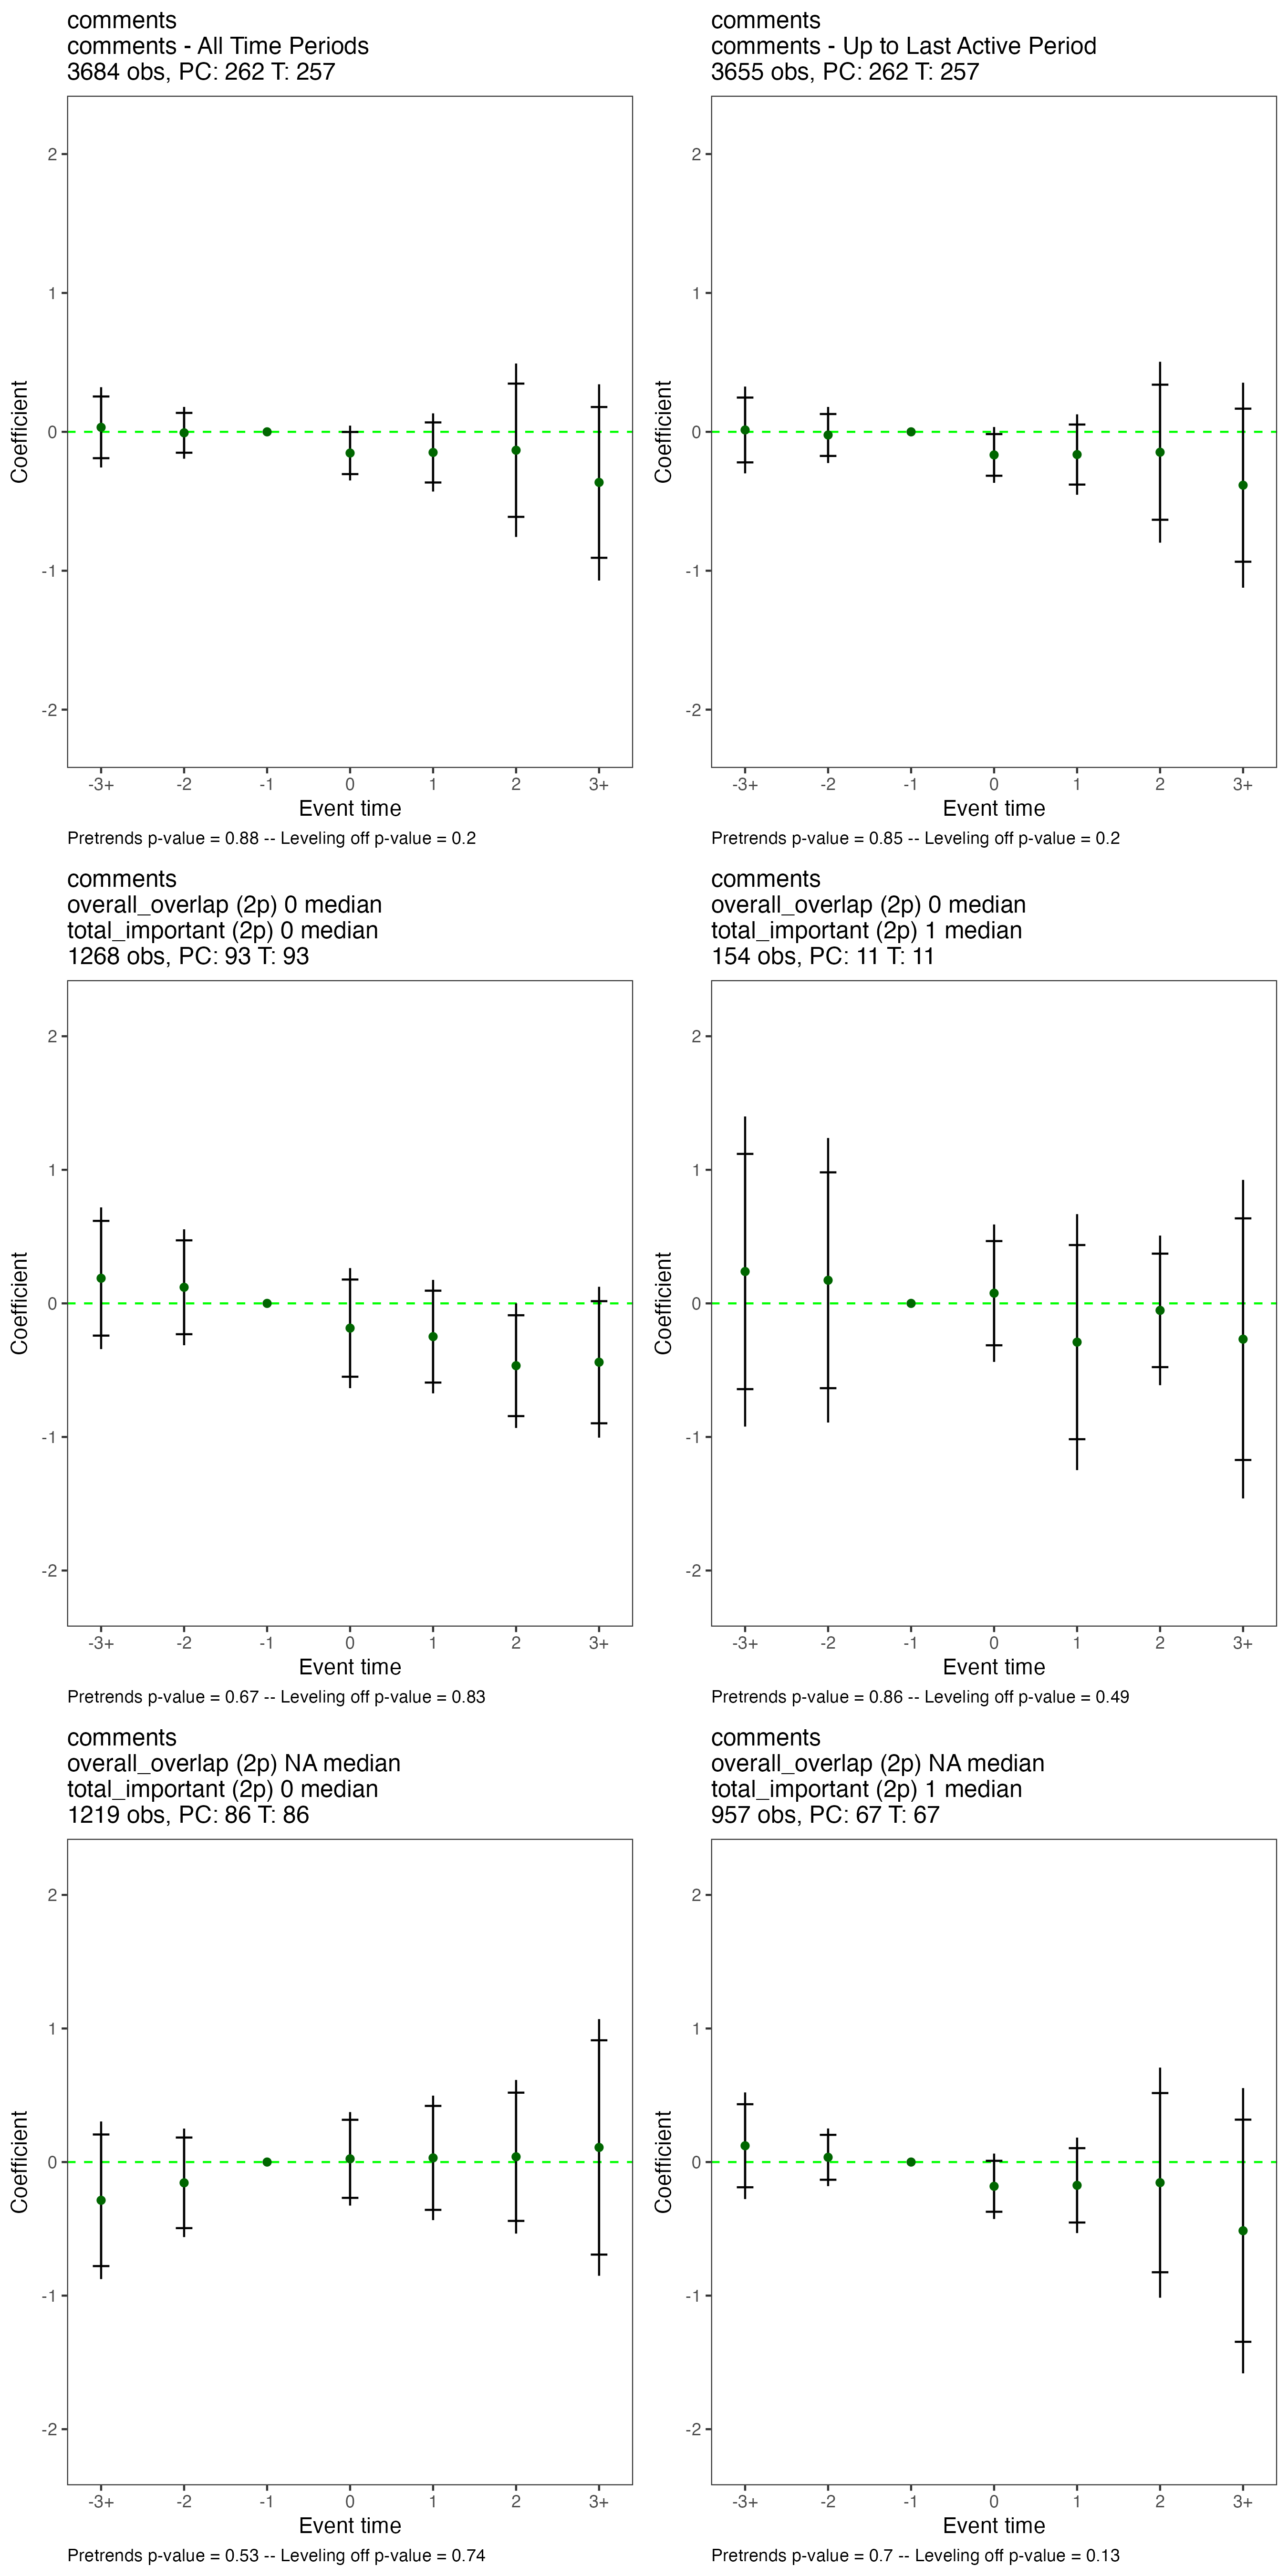 comments
comments - All Time Periods
3684 obs, PC: 262 T: 257
2
1
0
-1
-2
Coefficient
-3+ -2 -1 0 1 2 3+
Event time
Pretrends p-value = 0.88 -- Leveling off p-value = 0.2
comments
comments - Up to Last Active Period
3655 obs, PC: 262 T: 257
2
1
0
-1
-2
Coefficient
-3+ -2 -1 0 1 2 3+
Event time
Pretrends p-value = 0.85 -- Leveling off p-value = 0.2
comments
overall_overlap (2p) 0 median
total_important (2p) 0 median
1268 obs, PC: 93 T: 93
2
1
0
-1
-2
Coefficient
-3+ -2 -1 0 1 2 3+
Event time
Pretrends p-value = 0.67 -- Leveling off p-value = 0.83
comments
overall_overlap (2p) 0 median
total_important (2p) 1 median
154 obs, PC: 11 T: 11
2
1
0
-1
-2
Coefficient
-3+ -2 -1 0 1 2 3+
Event time
Pretrends p-value = 0.86 -- Leveling off p-value = 0.49
comments
overall_overlap (2p) NA median
total_important (2p) 0 median
1219 obs, PC: 86 T: 86
2
1
0
-1
-2
Coefficient
-3+ -2 -1 0 1 2 3+
Event time
Pretrends p-value = 0.53 -- Leveling off p-value = 0.74
comments
overall_overlap (2p) NA median
total_important (2p) 1 median
957 obs, PC: 67 T: 67
2
1
0
-1
-2
Coefficient
-3+ -2 -1 0 1 2 3+
Event time
Pretrends p-value = 0.7 -- Leveling off p-value = 0.13